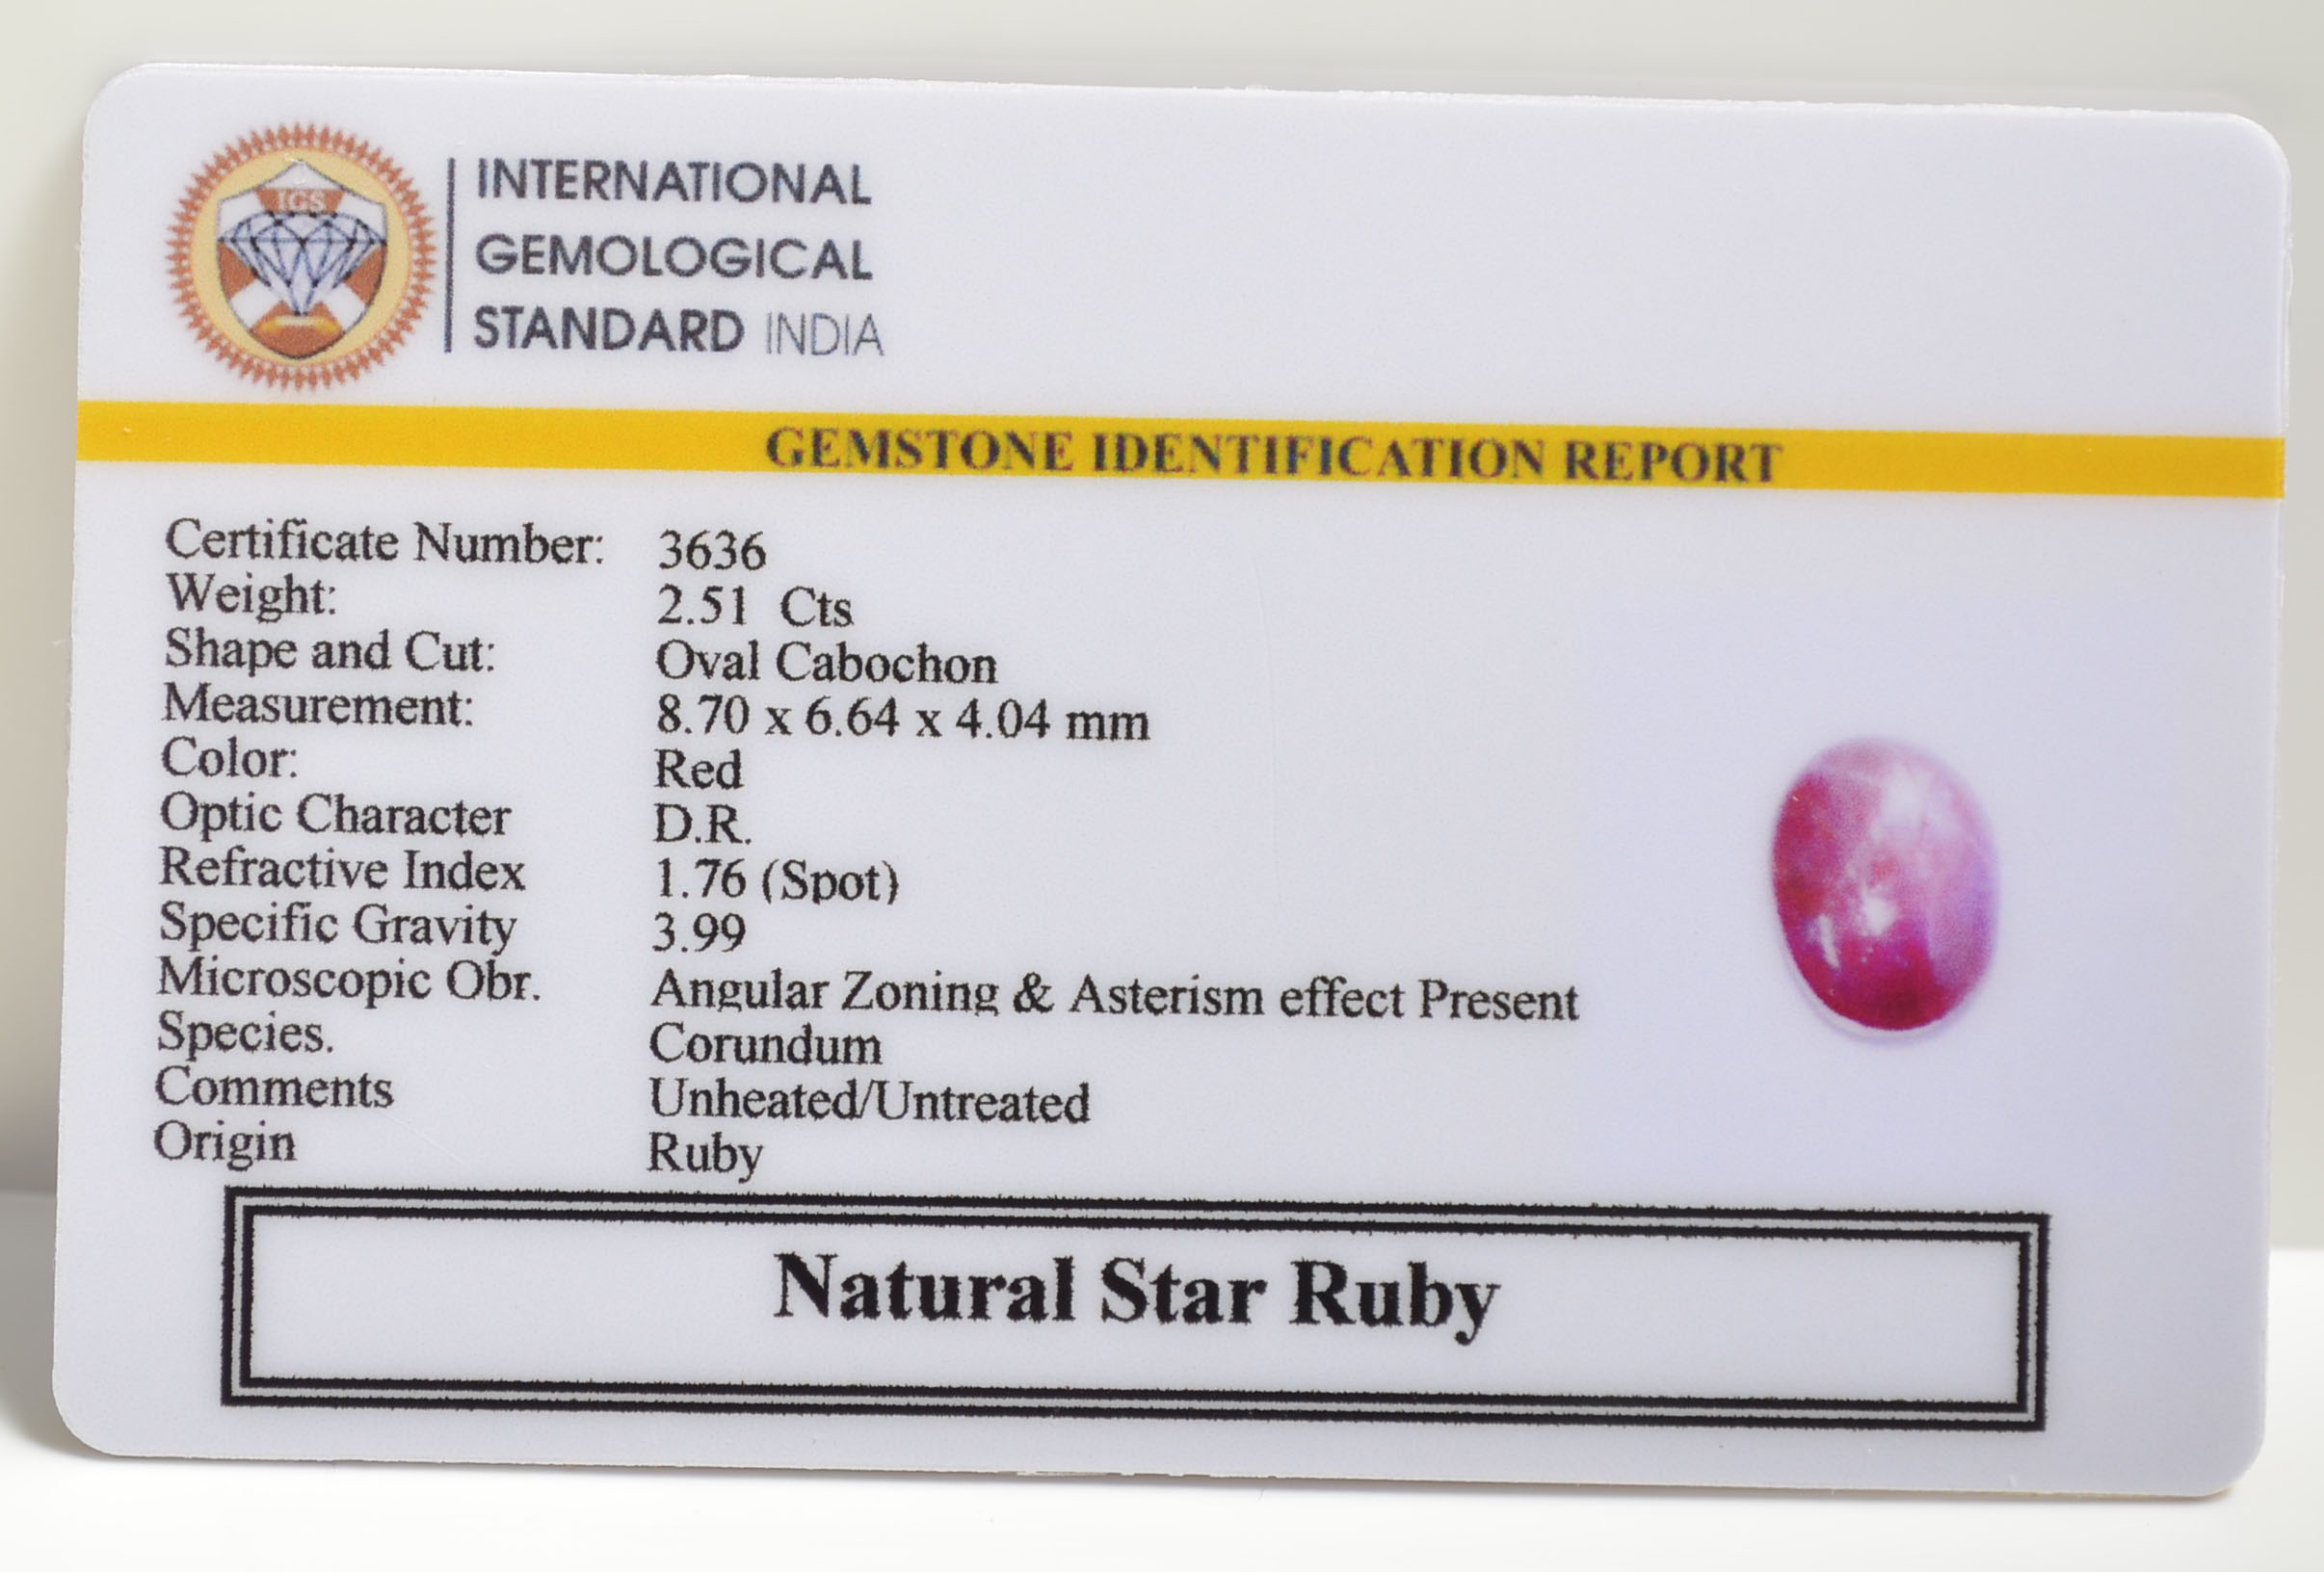 IGS
INTERNATIONAL
GEMOLOGICAL
STANDARD INDIA
GEMSTONE IDENTIFICATION REPORT
Certificate Number: 3636
Weight: 2.51 Cts
Shape and Cut: Oval Cabochon
Measurement: 8.70 x 6.64 x 4.04 mm
Color: Red
Optic Character D.R.
Refractive Index 1.76 (Spot)
Specific Gravity 3.99
Microscopic Obr. Angular Zoning & Asterism effect Present
Species. Corundum
Comments Unheated/Untreated
Origin Ruby
Natural Star Ruby